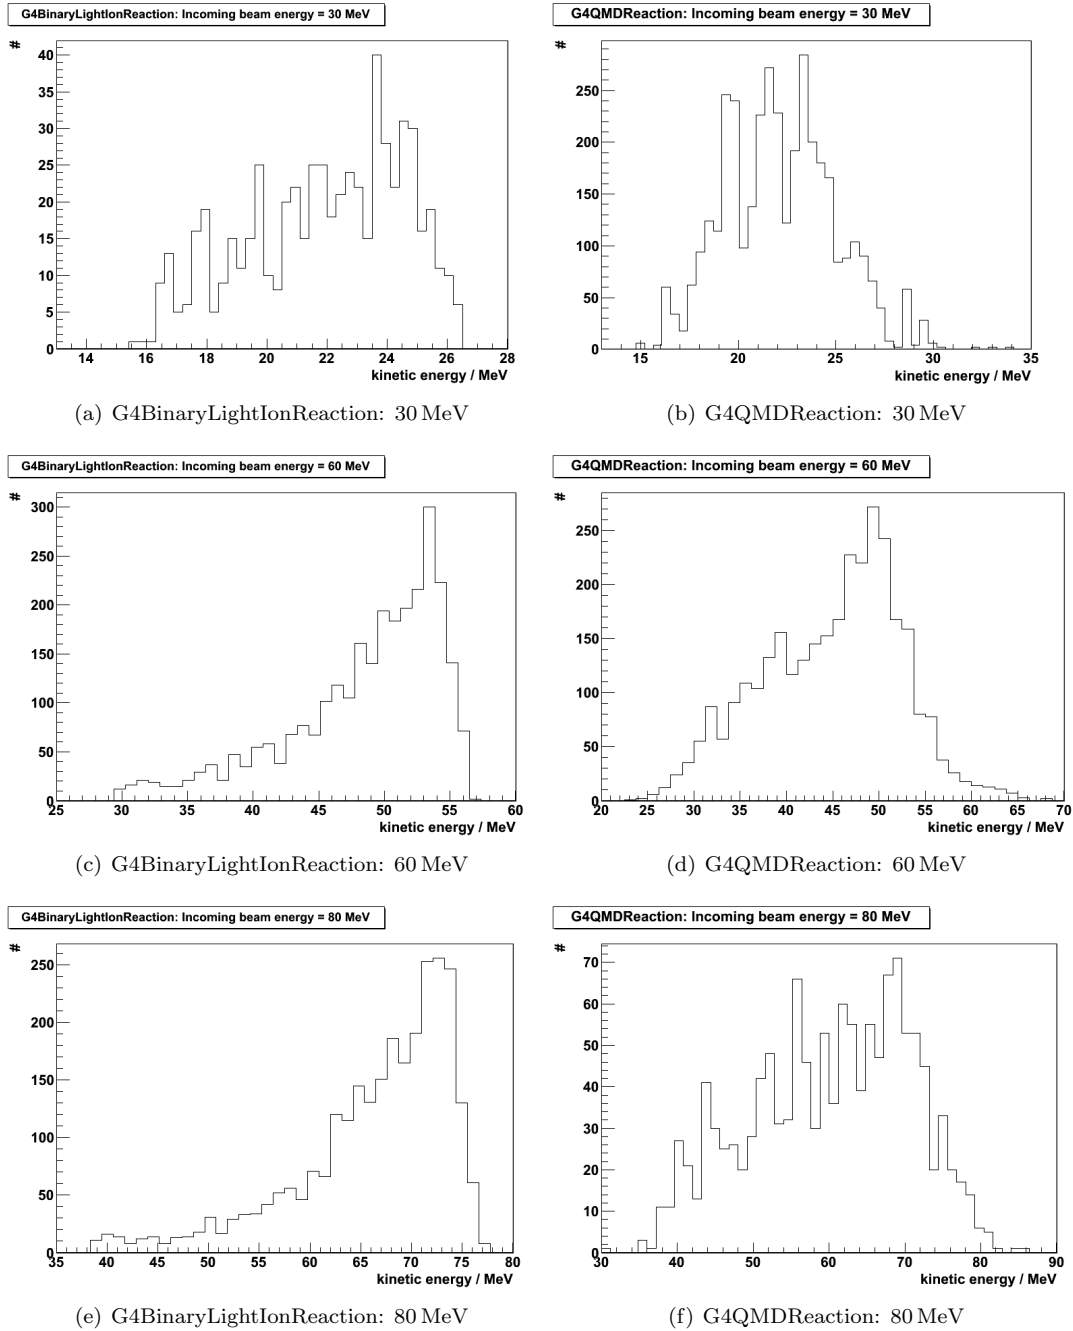 G4BinaryLightIonReaction: Incoming beam energy = 30 MeV
#
40
35
30
25
20
15
10
5
0
14 16 18 20 22 24 26 28
kinetic energy / MeV
(a) G4BinaryLightIonReaction: 30 MeV
G4QMDReaction: Incoming beam energy = 30 MeV
#
250
200
150
100
50
0
15 20 25 30 35
kinetic energy / MeV
(b) G4QMDReaction: 30 MeV
G4BinaryLightIonReaction: Incoming beam energy = 60 MeV
#
300
250
200
150
100
50
0
25 30 35 40 45 50 55 60
kinetic energy / MeV
(c) G4BinaryLightIonReaction: 60 MeV
G4QMDReaction: Incoming beam energy = 60 MeV
#
250
200
150
100
50
0
20 25 30 35 40 45 50 55 60 65 70
kinetic energy / MeV
(d) G4QMDReaction: 60 MeV
G4BinaryLightIonReaction: Incoming beam energy = 80 MeV
#
250
200
150
100
50
0
35 40 45 50 55 60 65 70 75 80
kinetic energy / MeV
(e) G4BinaryLightIonReaction: 80 MeV
G4QMDReaction: Incoming beam energy = 80 MeV
#
70
60
50
40
30
20
10
0
30 40 50 60 70 80 90
kinetic energy / MeV
(f) G4QMDReaction: 80 MeV